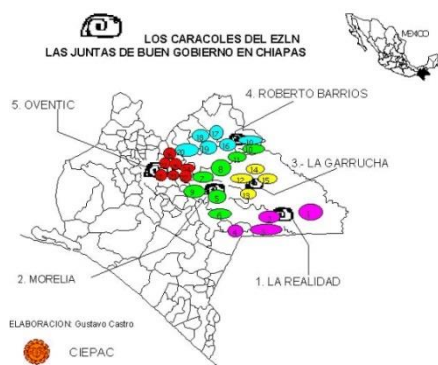 LOS CARACOLES DEL EZLN
LAS JUNTAS DE BUEN GOBIERNO EN CHIAPAS
MEXICO
4. ROBERTO BARRIOS
5. OVENTIC
3.- LA GARRUCHA
2. MORELIA
1. LA REALIDAD
ELABORACION: Gustavo Castro
CIEPAC